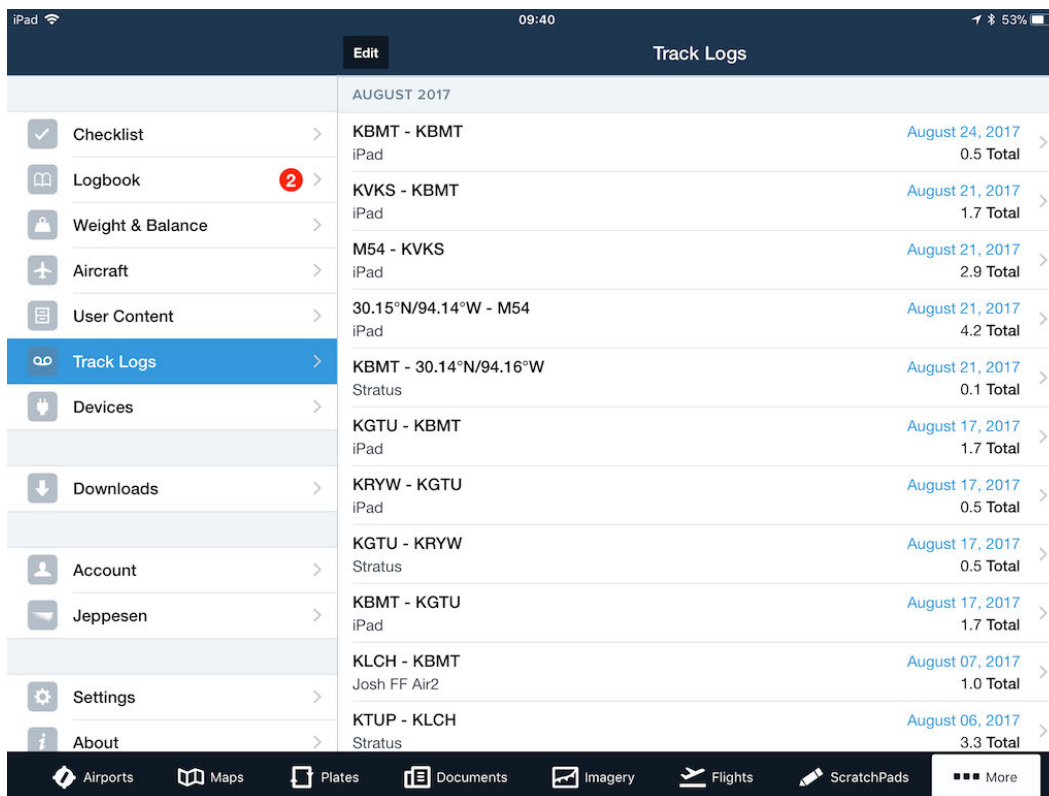 iPad 09:40 53%
Edit Track Logs
AUGUST 2017
Checklist
Logbook 2
Weight & Balance
Aircraft
User Content
Track Logs
Devices
Downloads
Account
Jeppesen
Settings
About
KBMT - KBMT August 24, 2017
iPad 0.5 Total
KVKS - KBMT August 21, 2017
iPad 1.7 Total
M54 - KVKS August 21, 2017
iPad 2.9 Total
30.15°N/94.14°W - M54 August 21, 2017
iPad 4.2 Total
KBMT - 30.14°N/94.16°W August 21, 2017
Stratus 0.1 Total
KGTU - KBMT August 17, 2017
iPad 1.7 Total
KRYW - KGTU August 17, 2017
iPad 0.5 Total
KGTU - KRYW August 17, 2017
Stratus 0.5 Total
KBMT - KGTU August 17, 2017
iPad 1.7 Total
KLCH - KBMT August 07, 2017
Josh FF Air2 1.0 Total
KTUP - KLCH August 06, 2017
Stratus 3.3 Total
Airports Maps Plates Documents Imagery Flights ScratchPads More